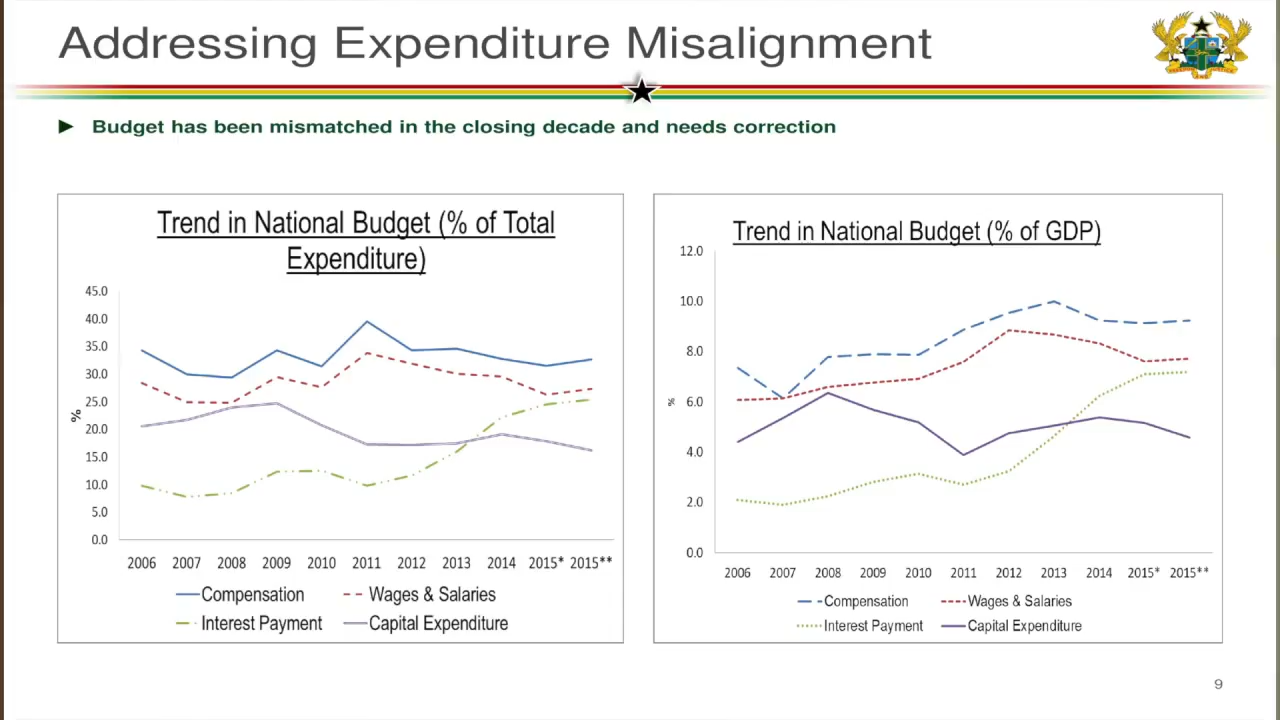 Addressing Expenditure Misalignment
► Budget has been mismatched in the closing decade and needs correction
Trend in National Budget (% of Total
Expenditure)
45.0
40.0
35.0
30.0
25.0
20.0
15.0
10.0
5.0
0.0
%
2006 2007 2008 2009 2010 2011 2012 2013 2014 2015* 2015**
Compensation Wages & Salaries
Interest Payment Capital Expenditure
Trend in National Budget (% of GDP)
12.0
10.0
8.0
6.0
4.0
2.0
0.0
%
2006 2007 2008 2009 2010 2011 2012 2013 2014 2015* 2015**
Compensation Wages & Salaries
Interest Payment Capital Expenditure
9